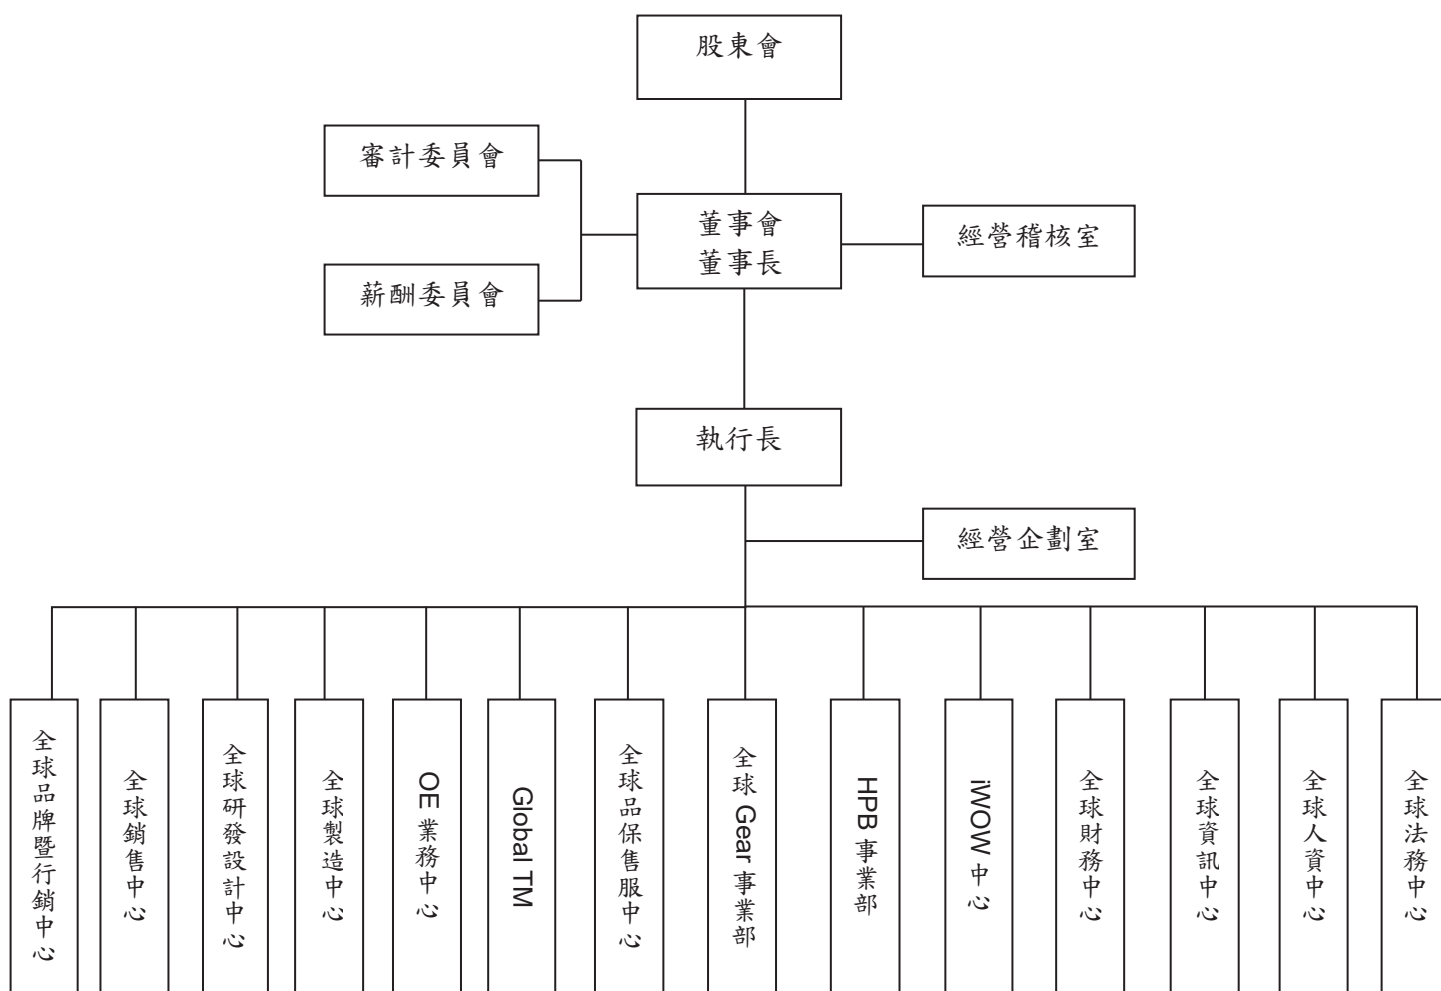 股東會
審計委員會
董事會
董事長
經營稽核室
薪酬委員會
執行長
經營企劃室
全球品牌暨行銷中心
全球銷售中心
全球研發設計中心
全球製造中心
OE 業務中心
Global TM
全球品保售服中心
全球 Gear 事業部
HPB 事業部
iWOW 中心
全球財務中心
全球資訊中心
全球人資中心
全球法務中心